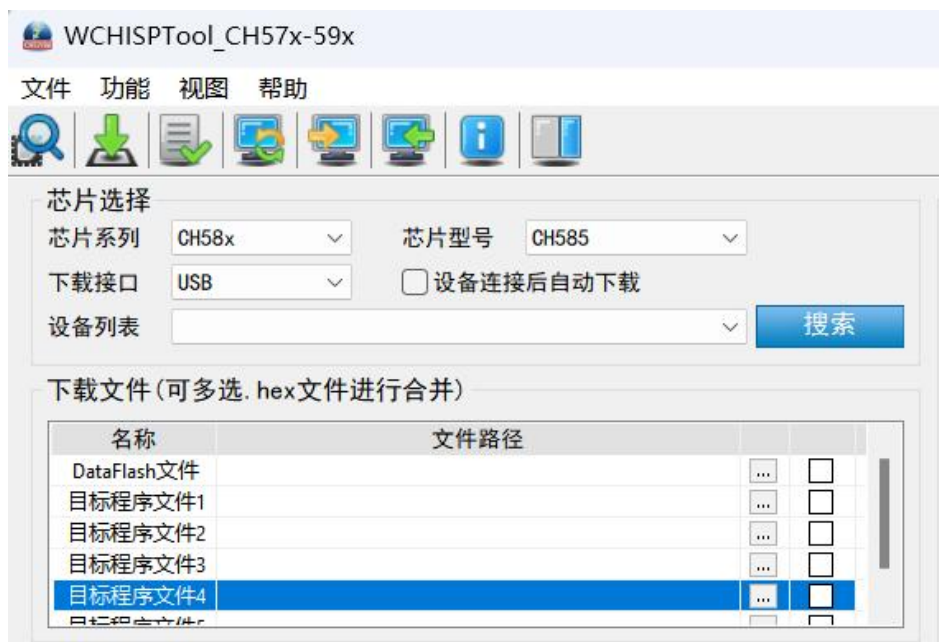 WCHISPTool_CH57x-59x
文件 功能 视图 帮助
芯片选择
芯片系列 CH58x 芯片型号 CH585
下载接口 USB 设备连接后自动下载
设备列表 搜索
下载文件(可多选.hex文件进行合并)
名称 文件路径
DataFlash文件 ...
目标程序文件1 ...
目标程序文件2 ...
目标程序文件3 ...
目标程序文件4 ...